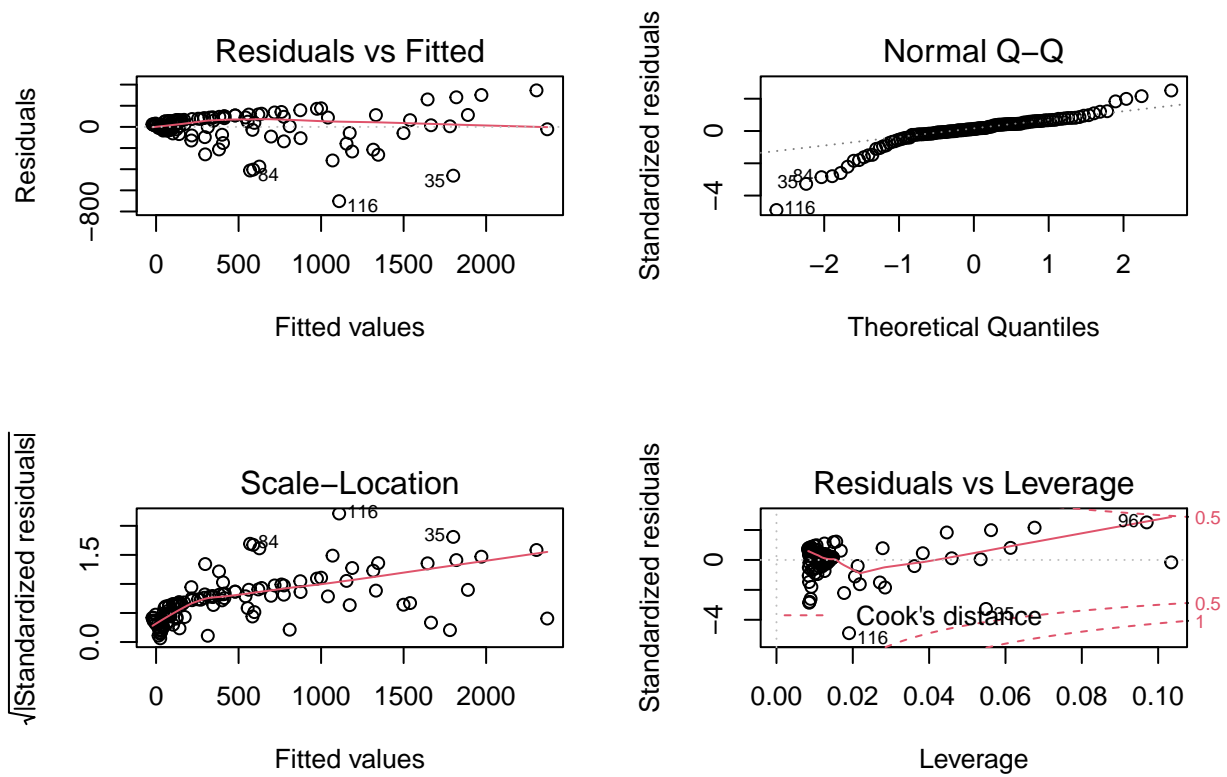 Residuals vs Fitted
Residuals
0
−800
84
35
116
0 500 1000 1500 2000
Fitted values
Normal Q−Q
Standardized residuals
0
−4
35
84
116
−2 −1 0 1 2
Theoretical Quantiles
Scale−Location
√|Standardized residuals|
1.5
0.0
84
116
35
0 500 1000 1500 2000
Fitted values
Residuals vs Leverage
Standardized residuals
0
−4
96
35
116
Cook's distance
0.5
0.5
1
0.00 0.02 0.04 0.06 0.08 0.10
Leverage